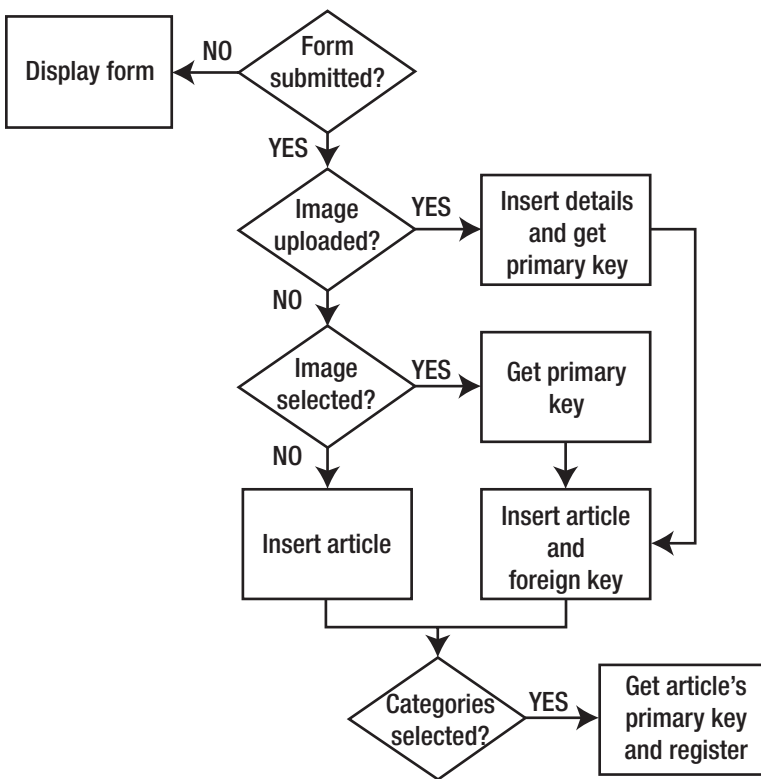 Display form
NO
Form
submitted?
YES
Image
uploaded?
YES
Insert details
and get
primary key
NO
Image
selected?
YES
Get primary
key
NO
Insert article
Insert article
and
foreign key
Categories
selected?
YES
Get article’s
primary key
and register